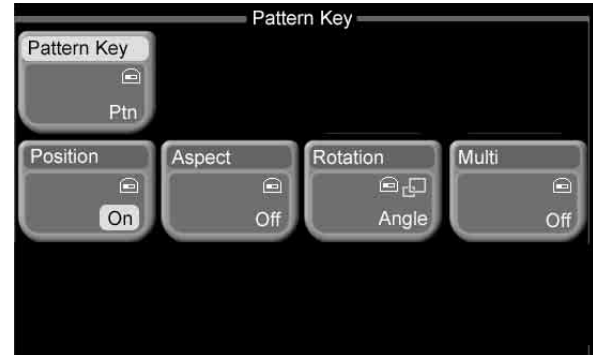 Pattern Key
Pattern Key
Ptn
Position Aspect Rotation Multi
On Off Angle Off